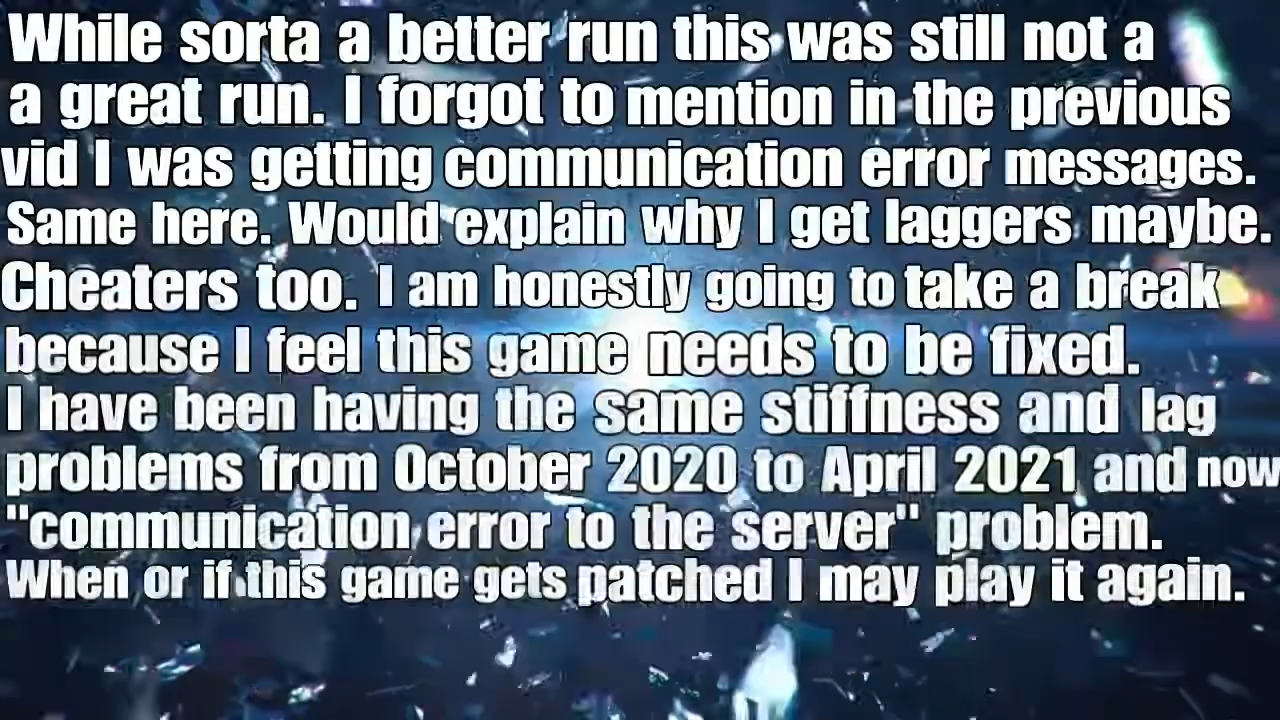 While sorta a better run this was still not a
a great run. I forgot to mention in the previous
vid I was getting communication error messages.
Same here. Would explain why I get laggers maybe.
Cheaters too. I am honestly going to take a break
because I feel this game needs to be fixed.
I have been having the same stiffness and lag
problems from October 2020 to April 2021 and now
"communication error to the server" problem.
When or if this game gets patched I may play it again.